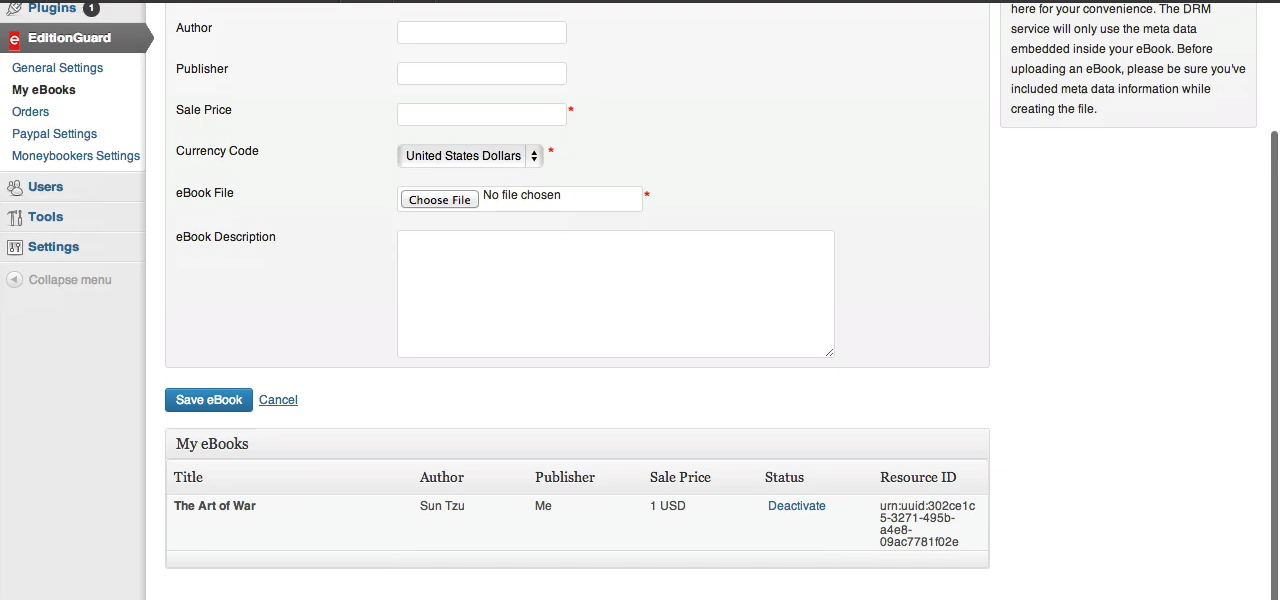 Plugins 1
EditionGuard
General Settings
My eBooks
Orders
Paypal Settings
Moneybookers Settings
Users
Tools
Settings
Collapse menu
Author
Publisher
Sale Price *
Currency Code United States Dollars *
eBook File Choose File No file chosen *
eBook Description
Save eBook Cancel
My eBooks
Title Author Publisher Sale Price Status Resource ID
The Art of War Sun Tzu Me 1 USD Deactivate urn:uuid:302ce1c
5-3271-495b-
a4e8-
09ac7781f02e
here for your convenience. The DRM
service will only use the meta data
embedded inside your eBook. Before
uploading an eBook, please be sure you've
included meta data information while
creating the file.